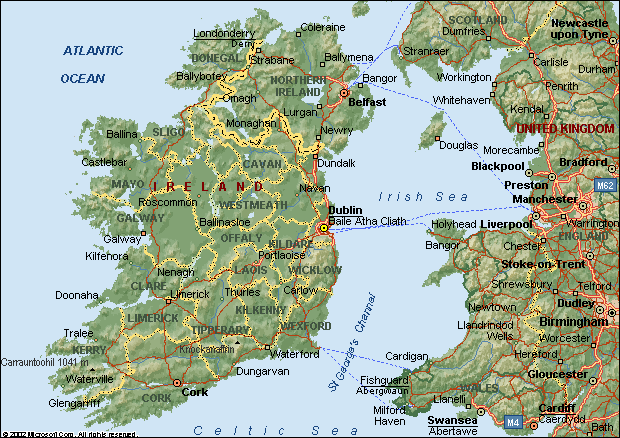 SCOTLAND
Dumfries
Newcastle
upon Tyne
Londonderry
Derry
Coleraine
ATLANTIC
OCEAN
DONEGAL
Strabane
Ballymena
Stranraer
Carlisle
Durham
Ballybofey
NORTHERN
IRELAND
Bangor
Workington
Penrith
Omagh
Belfast
Whitehaven
Lurgan
Kendal
Monaghan
Newry
UNITED KINGDOM
Ballina
SLIGO
Douglas
Morecambe
Castlebar
CAVAN
Dundalk
Blackpool
Bradford
MAYO
IRELAND
Navan
Preston
M62
Irish Sea
Manchester
Roscommon
WESTMEATH
GALWAY
Ballinasloe
Dublin
Baile Atha Cliath
Holyhead
Liverpool
Warrington
Galway
OFFALY
KILDARE
Bangor
Chester
ENGLAND
Kilfenora
Portlaoise
Stoke-on-Trent
Nenagh
LAOIS
WICKLOW
Shrewsbury
Telford
CLARE
Doonaha
Limerick
Thurles
Carlow
Newtown
Dudley
LIMERICK
KILKENNY
St George's Channel
Llandrindod
Wells
Birmingham
Tralee
TIPPERARY
WEXFORD
Worcester
KERRY
Knockanaffrin
Waterford
Cardigan
Hereford
Carrauntoohil 1041 m
Waterville
Dungarvan
Fishguard
Abergwaun
Gloucester
Cork
WALES
Glengarriff
CORK
Milford
Haven
Llanelli
Cardiff
Caerdydd
Swansea
Abertawe
M4
Bath
Celtic Sea
© 2002 Microsoft Corp. All rights reserved.